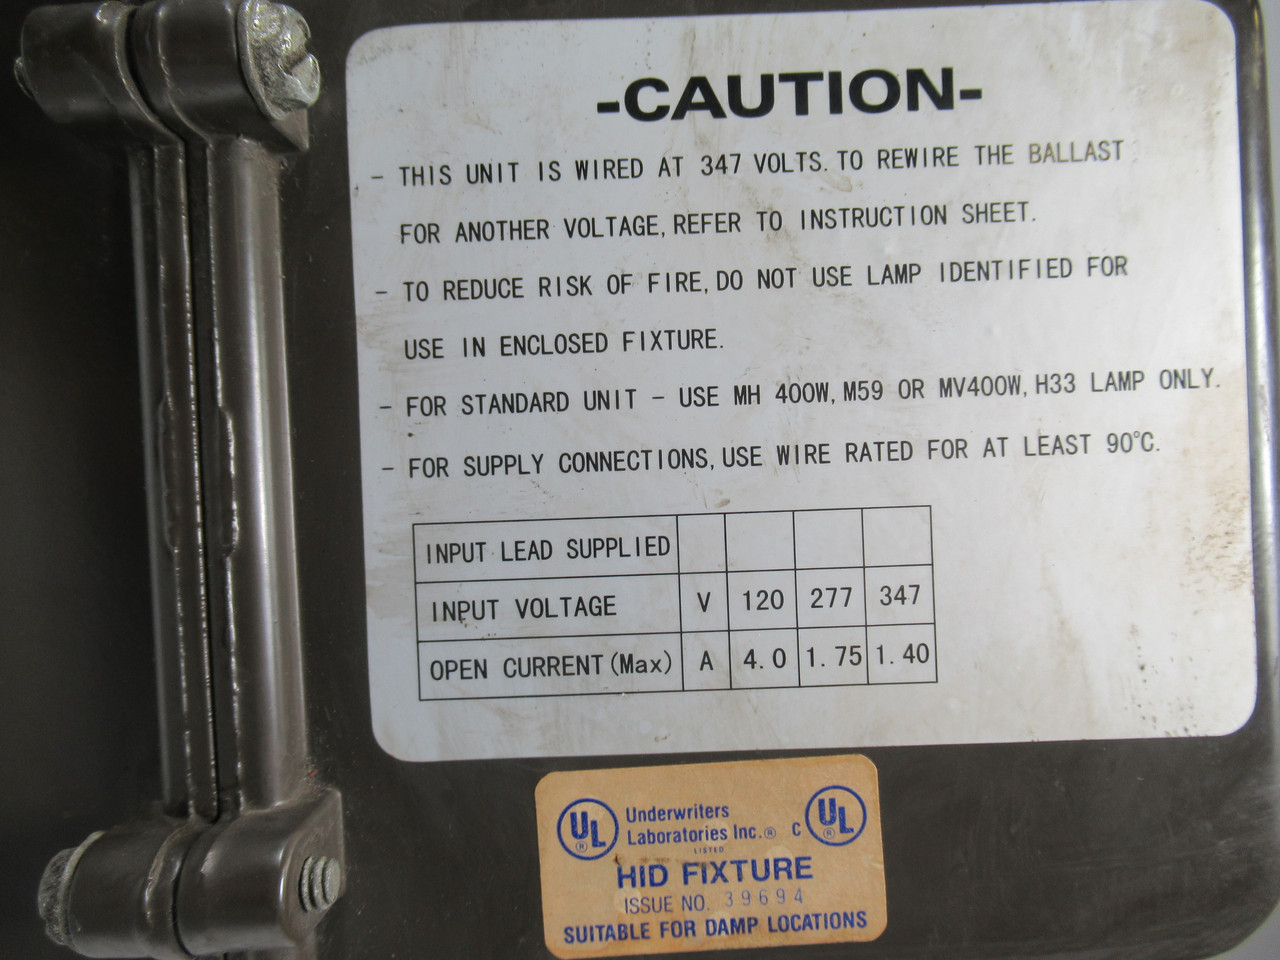 -CAUTION-
- THIS UNIT IS WIRED AT 347 VOLTS. TO REWIRE THE BALLAST
FOR ANOTHER VOLTAGE, REFER TO INSTRUCTION SHEET.
- TO REDUCE RISK OF FIRE, DO NOT USE LAMP IDENTIFIED FOR
USE IN ENCLOSED FIXTURE.
- FOR STANDARD UNIT - USE MH 400W, M59 OR MV400W, H33 LAMP ONLY.
- FOR SUPPLY CONNECTIONS, USE WIRE RATED FOR AT LEAST 90°C.
INPUT LEAD SUPPLIED
INPUT VOLTAGE V 120 277 347
OPEN CURRENT (Max) A 4.0 1.75 1.40
UL ® Underwriters
Laboratories Inc.® C UL ®
LISTED
HID FIXTURE
ISSUE NO. 39694
SUITABLE FOR DAMP LOCATIONS